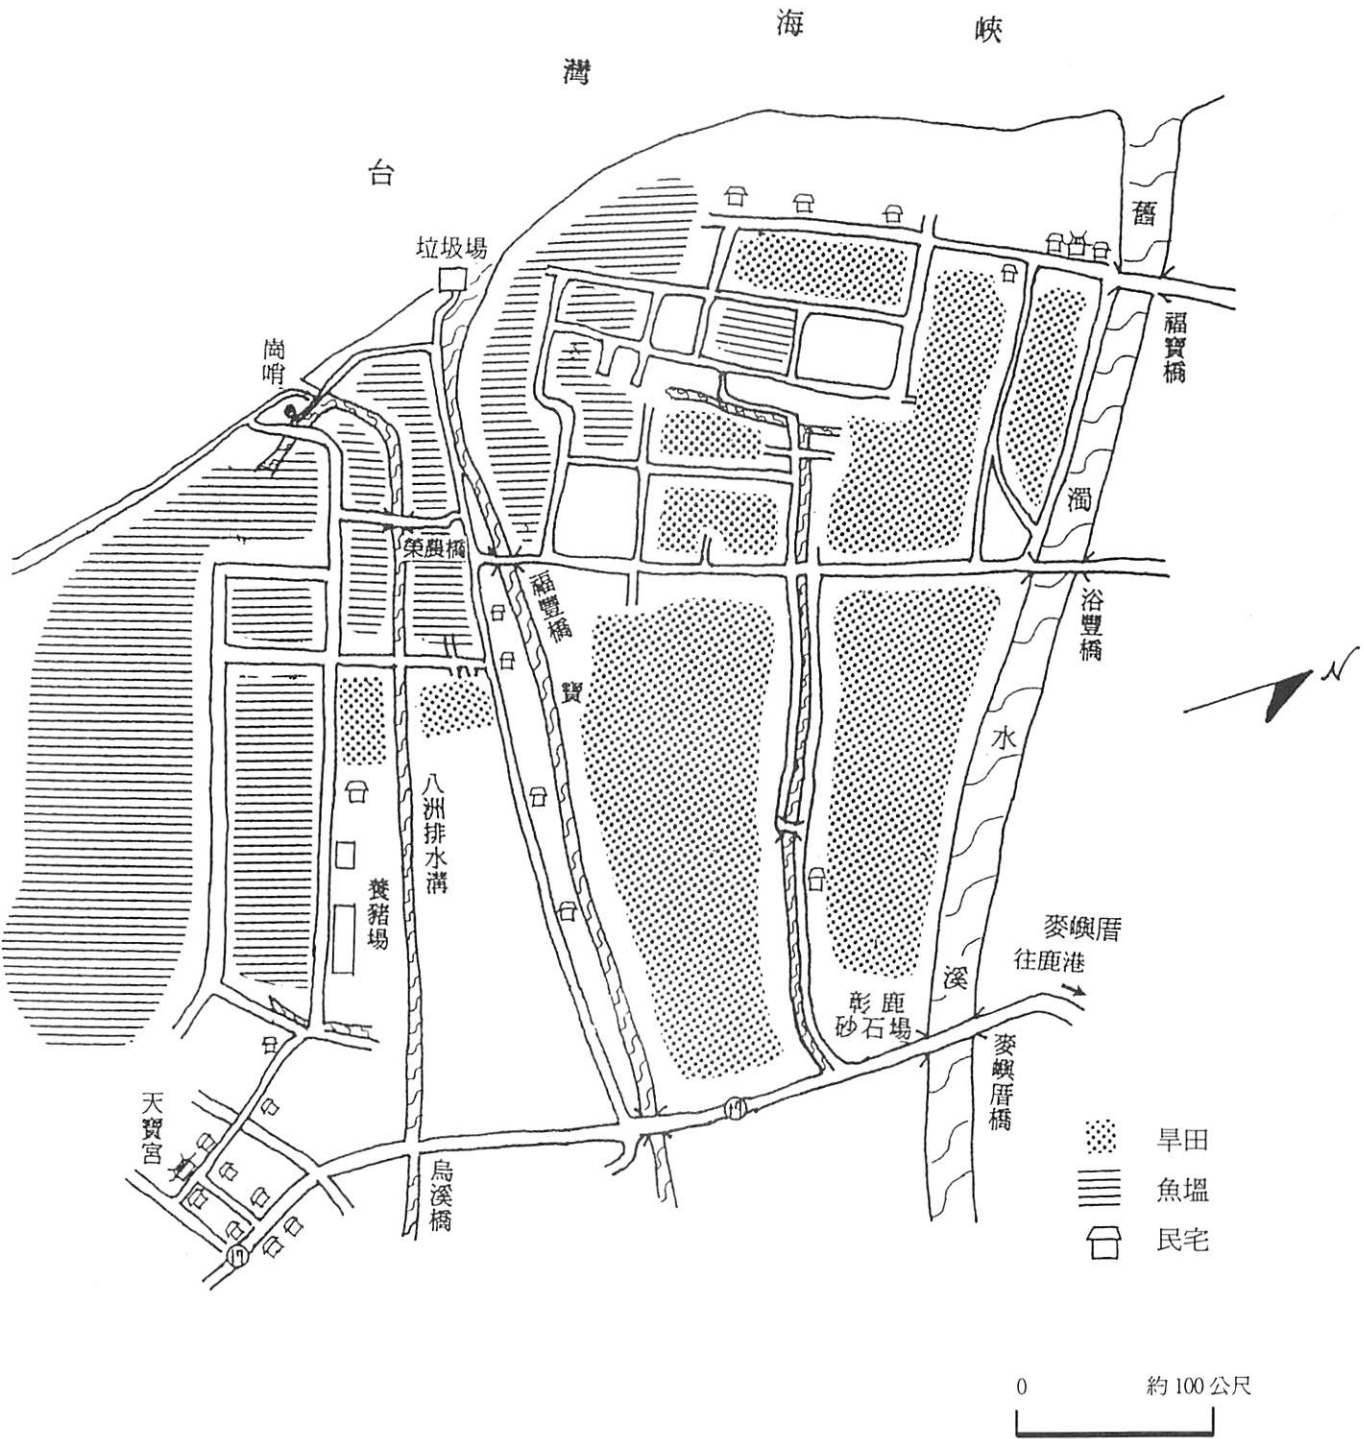 台灣海峽
垃圾場
崗哨
舊濁水溪
福寶橋
榮農橋
福豐橋
浴豐橋
N
寶
八洲排水溝
養豬場
麥嶼厝
往鹿港
彰鹿
砂石場
麥嶼厝橋
天寶宮
烏溪橋
17
17
旱田
魚塭
民宅
0 約100公尺